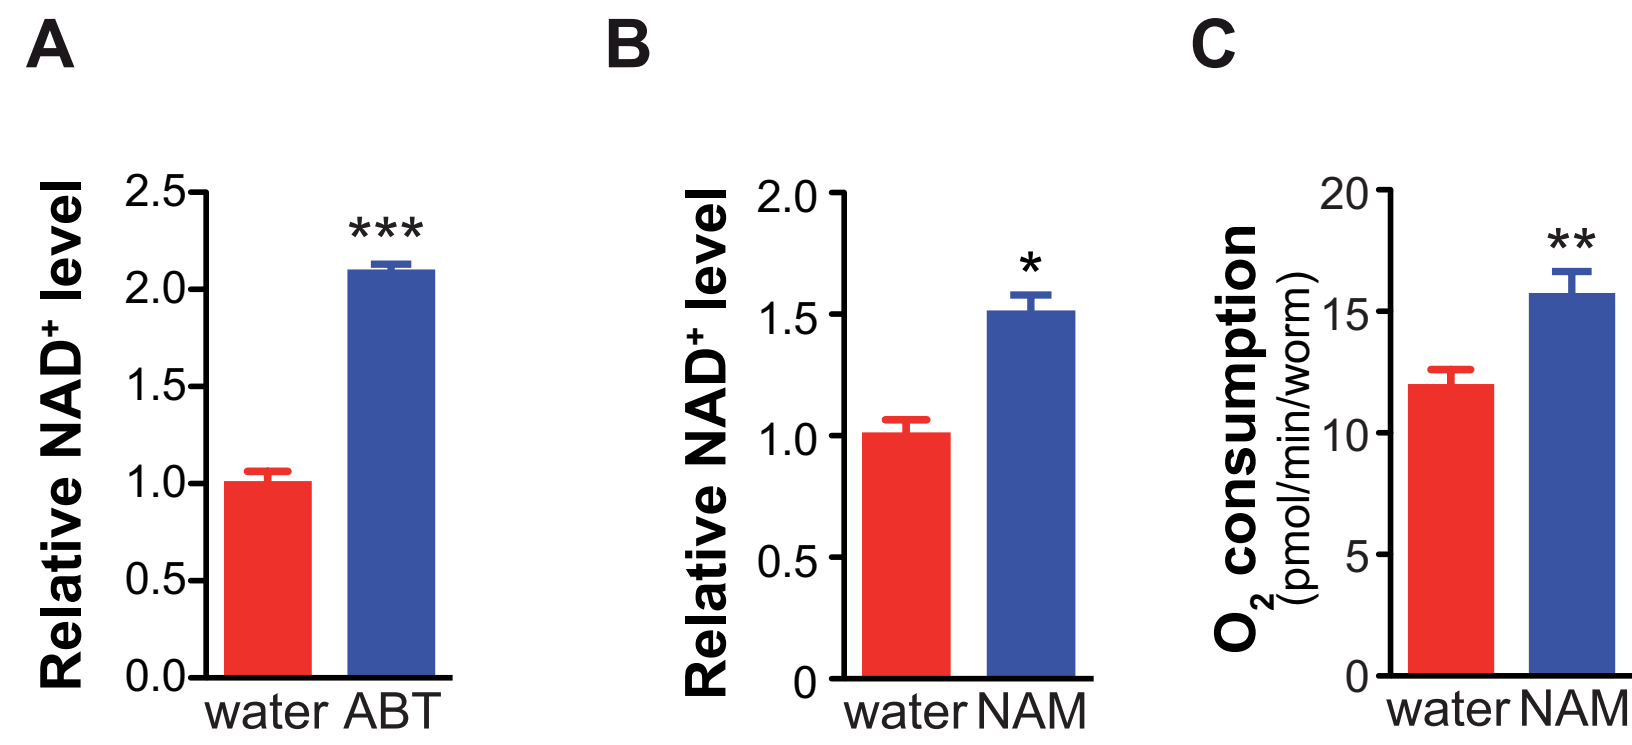 A
Relative NAD⁺ level
2.5
2.0
1.5
1.0
0.5
0.0
***
water ABT
B
Relative NAD⁺ level
2.0
1.5
1.0
0.5
0
*
water NAM
C
O₂ consumption
(pmol/min/worm)
20
15
10
5
0
**
water NAM